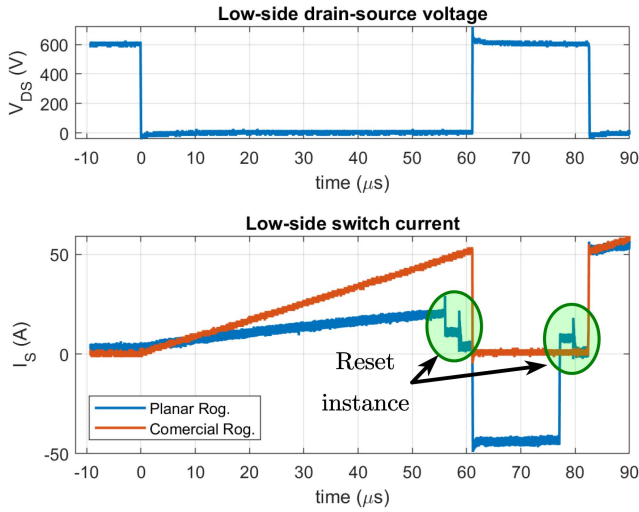 Low-side drain-source voltage
600
400
200
0
V_DS (V)
-10 0 10 20 30 40 50 60 70 80 90
time (μs)
Low-side switch current
50
0
-50
I_S (A)
Reset
instance
Planar Rog.
Comercial Rog.
-10 0 10 20 30 40 50 60 70 80 90
time (μs)